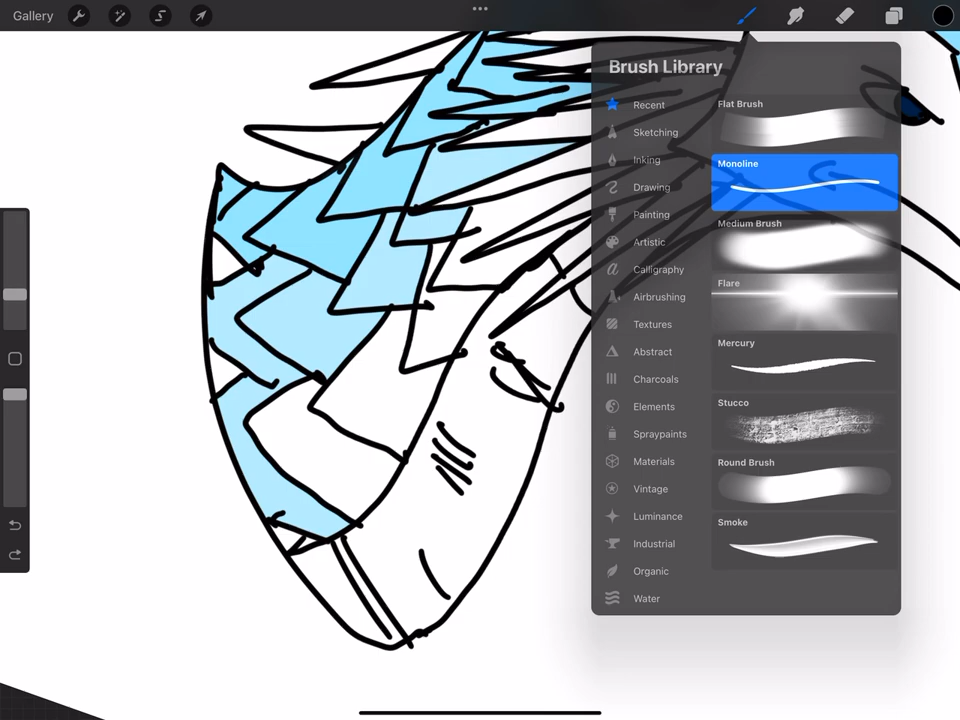 Gallery
Brush Library
Recent
Sketching
Inking
Drawing
Painting
Artistic
Calligraphy
Airbrushing
Textures
Abstract
Charcoals
Elements
Spraypaints
Materials
Vintage
Luminance
Industrial
Organic
Water
Flat Brush
Monoline
Medium Brush
Flare
Mercury
Stucco
Round Brush
Smoke